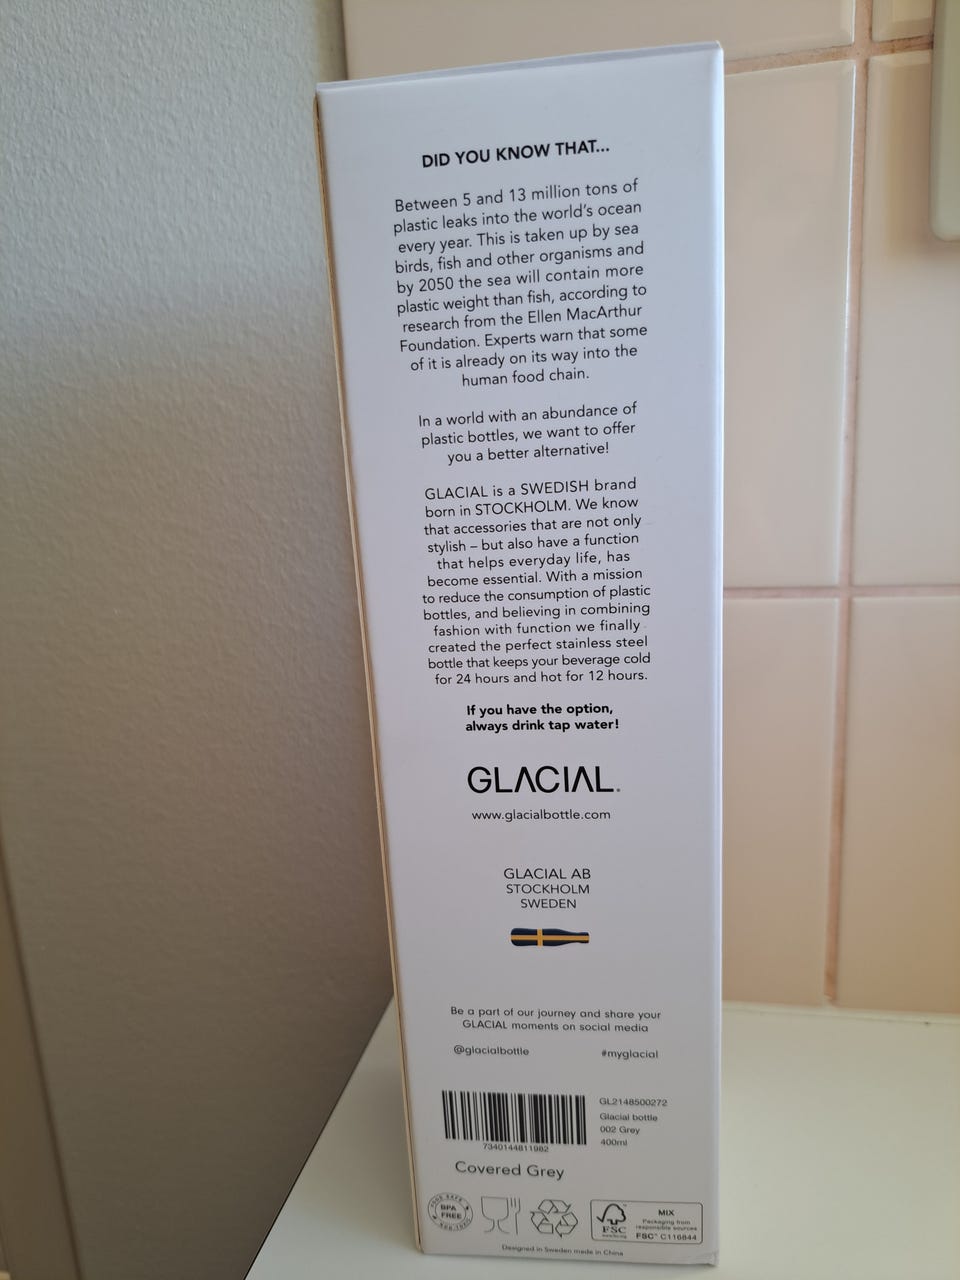 DID YOU KNOW THAT...
Between 5 and 13 million tons of
plastic leaks into the world's ocean
every year. This is taken up by sea
birds, fish and other organisms and
by 2050 the sea will contain more
plastic weight than fish, according to
research from the Ellen MacArthur
Foundation. Experts warn that some
of it is already on its way into the
human food chain.
In a world with an abundance of
plastic bottles, we want to offer
you a better alternative!
GLACIAL is a SWEDISH brand
born in STOCKHOLM. We know
that accessories that are not only
stylish – but also have a function
that helps everyday life, has
become essential. With a mission
to reduce the consumption of plastic
bottles, and believing in combining
fashion with function we finally
created the perfect stainless steel
bottle that keeps your beverage cold
for 24 hours and hot for 12 hours.
If you have the option,
always drink tap water!
GLACIAL.
www.glacialbottle.com
GLACIAL AB
STOCKHOLM
SWEDEN
Be a part of our journey and share your
GLACIAL moments on social media
@glacialbottle #myglacial
GL2148500272
Glacial bottle
002 Grey
400ml
7340144811982
Covered Grey
FOOD SAFE
BPA
FREE
NON-TOXIC
FSC
MIX
Packaging from
responsible sources
FSC™ C116844
Designed in Sweden made in China